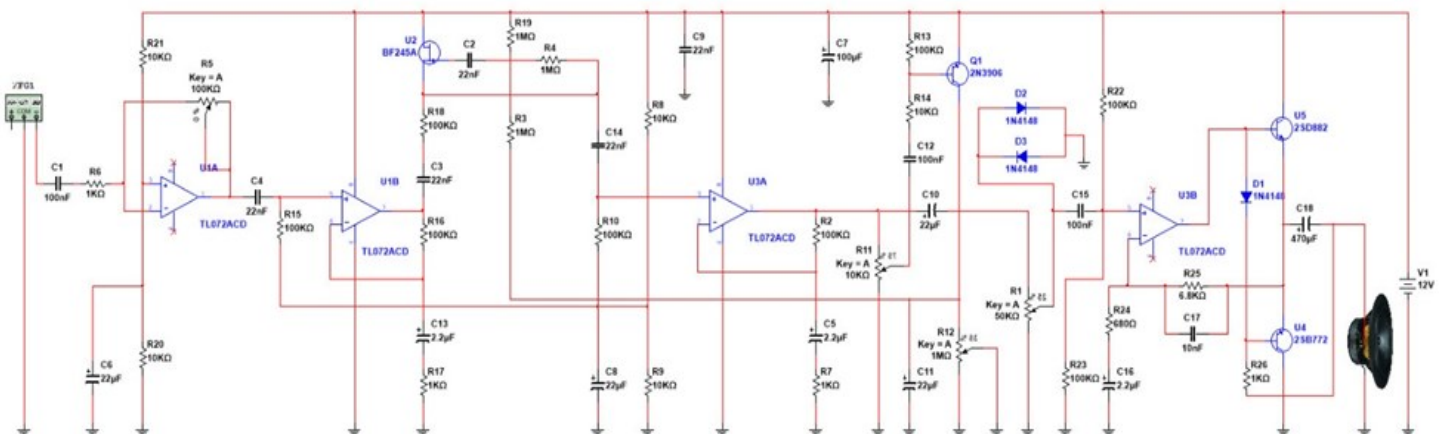 XFG1
COM
C1
100nF
R6
1KΩ
R21
10KΩ
R5
Key = A
100KΩ
U1A
TL072ACD
C6
22µF
R20
10KΩ
C4
22nF
R15
100KΩ
U1B
TL072ACD
U2
BF245A
R18
100KΩ
C3
22nF
R16
100KΩ
C13
2.2µF
R17
1KΩ
C2
22nF
R19
1MΩ
R4
1MΩ
R3
1MΩ
C14
22nF
R10
100KΩ
C8
22µF
R8
10KΩ
R9
10KΩ
C9
22nF
U3A
TL072ACD
C7
100µF
R2
100KΩ
C5
2.2µF
R7
1KΩ
R11
Key = A
10KΩ
R13
100KΩ
R14
10KΩ
C12
100nF
Q1
2N3906
C10
22µF
C11
22µF
R12
Key = A
1MΩ
D2
1N4148
D3
1N4148
R1
Key = A
50KΩ
C15
100nF
R22
100KΩ
R23
100KΩ
U3B
TL072ACD
R24
680Ω
C16
2.2µF
R25
6.8KΩ
C17
10nF
D1
1N4148
R26
1KΩ
U5
2SD882
C18
470µF
U4
2SB772
V1
12V